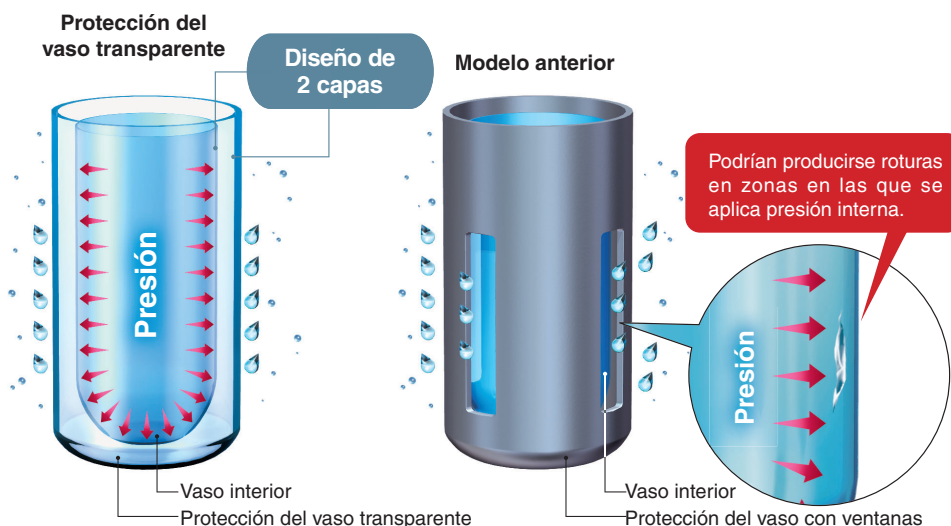 Protección del
vaso transparente
Diseño de
2 capas
Presión
Vaso interior
Protección del vaso transparente
Modelo anterior
Podrían producirse roturas
en zonas en las que se
aplica presión interna.
Presión
Vaso interior
Protección del vaso con ventanas